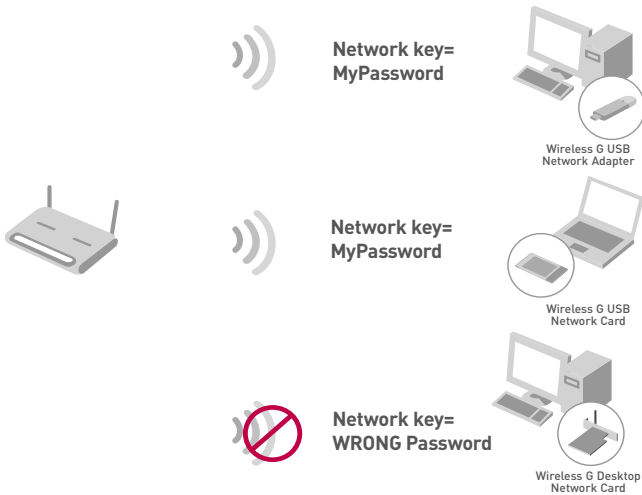 Network key=
MyPassword
Wireless G USB
Network Adapter
Network key=
MyPassword
Wireless G USB
Network Card
Network key=
WRONG Password
Wireless G Desktop
Network Card